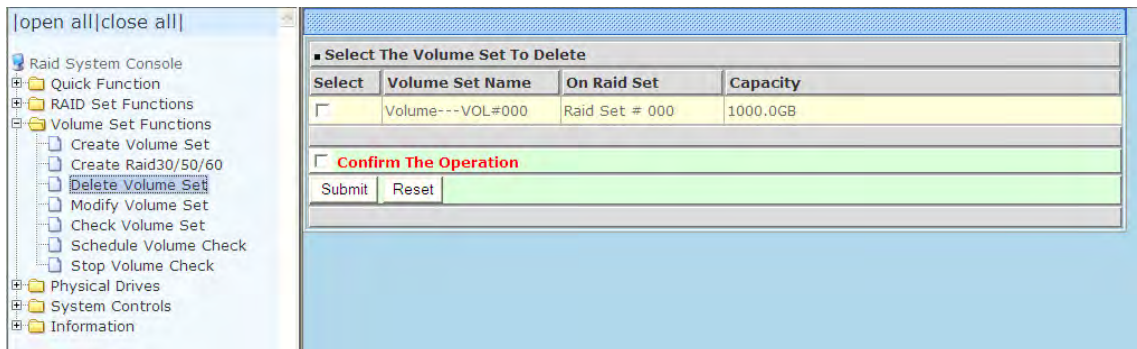 |open all|close all|
Raid System Console
Quick Function
RAID Set Functions
Volume Set Functions
Create Volume Set
Create Raid30/50/60
Delete Volume Set
Modify Volume Set
Check Volume Set
Schedule Volume Check
Stop Volume Check
Physical Drives
System Controls
Information
Select The Volume Set To Delete
Select Volume Set Name On Raid Set Capacity
Volume---VOL#000 Raid Set # 000 1000.0GB
Confirm The Operation
Submit Reset